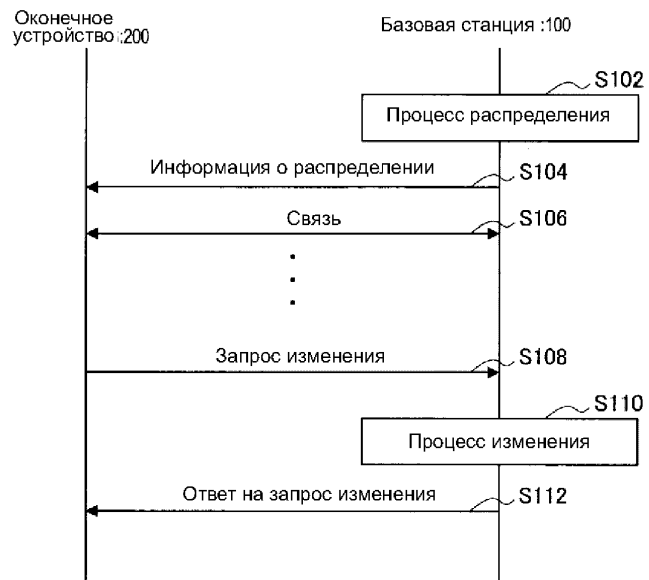 Оконечное
устройство :200
Базовая станция :100
S102
Процесс распределения
Информация о распределении
S104
Связь
S106
Запрос изменения
S108
S110
Процесс изменения
Ответ на запрос изменения
S112